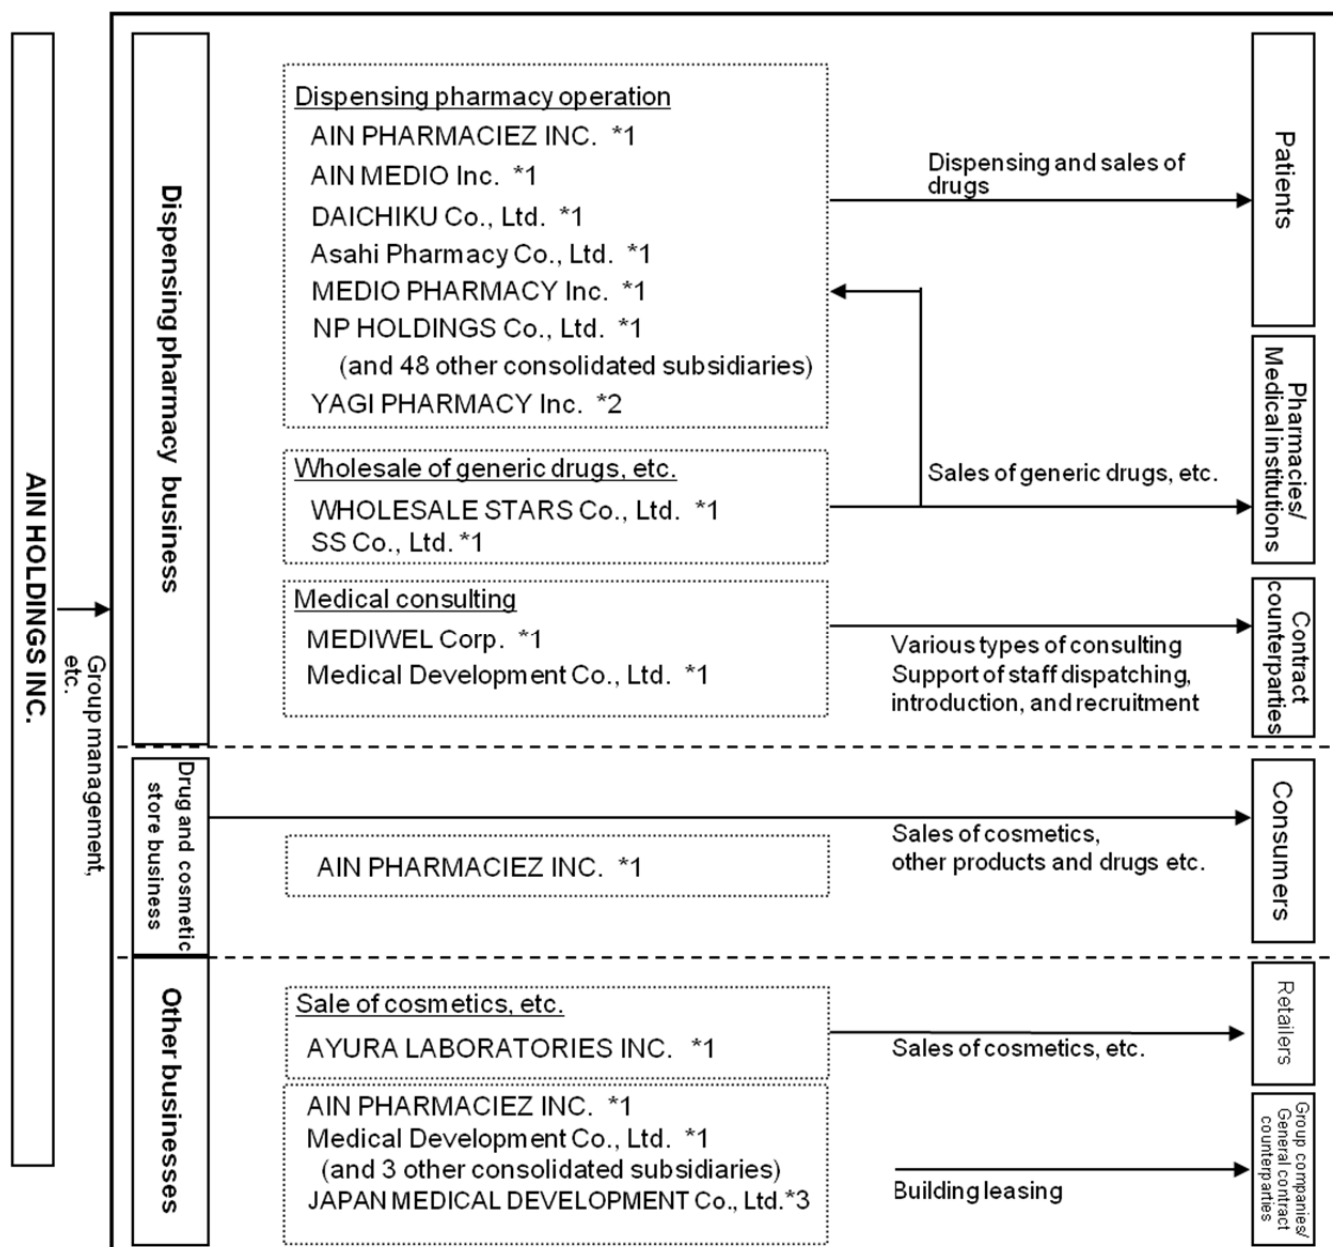 AIN HOLDINGS INC.
Group management,
etc.
Dispensing pharmacy business
Dispensing pharmacy operation
AIN PHARMACIEZ INC. *1
AIN MEDIO Inc. *1
DAICHIKU Co., Ltd. *1
Asahi Pharmacy Co., Ltd. *1
MEDIO PHARMACY Inc. *1
NP HOLDINGS Co., Ltd. *1
(and 48 other consolidated subsidiaries)
YAGI PHARMACY Inc. *2
Dispensing and sales of
drugs
Patients
Wholesale of generic drugs, etc.
WHOLESALE STARS Co., Ltd. *1
SS Co., Ltd. *1
Sales of generic drugs, etc.
Pharmacies/
Medical institutions
Medical consulting
MEDIWEL Corp. *1
Medical Development Co., Ltd. *1
Various types of consulting
Support of staff dispatching,
introduction, and recruitment
Contract
counterparties
Drug and cosmetic
store business
AIN PHARMACIEZ INC. *1
Sales of cosmetics,
other products and drugs etc.
Consumers
Other businesses
Sale of cosmetics, etc.
AYURA LABORATORIES INC. *1
Sales of cosmetics, etc.
Retailers
AIN PHARMACIEZ INC. *1
Medical Development Co., Ltd. *1
(and 3 other consolidated subsidiaries)
JAPAN MEDICAL DEVELOPMENT Co., Ltd.*3
Building leasing
Group companies/
General contract
counterparties